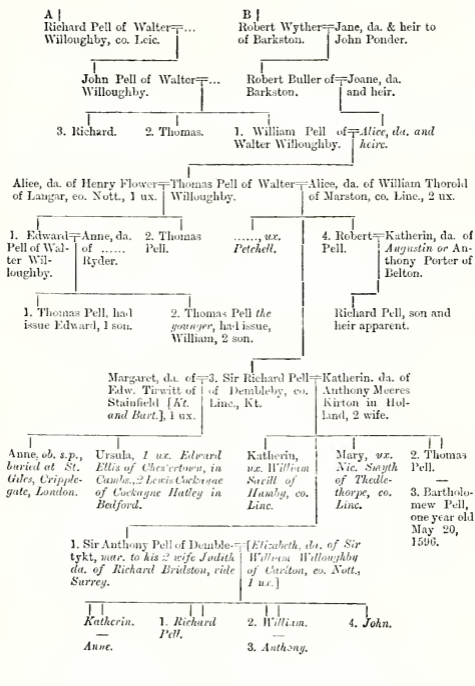 A | B |
Richard Pell of Walter=... Robert Wyther=Jane, da. & heir to
Willoughby, co. Leic. of Barkston. John Ponder.
John Pell of Walter=... Robert Buller of=Joane, da.
Willoughby. Barkston. and heir.
3. Richard. 2. Thomas. 1. William Pell of=Alice, da. and
Walter Willoughby. heire.
Alice, da. of Henry Flower=Thomas Pell of Walter=Alice, da. of William Thorold
of Langar, co. Nott., 1 ux. Willoughby. of Marston, co. Linc., 2 ux.
1. Edward=Anne, da. 2. Thomas ......, ux. 4. Robert=Katherin, da. of
Pell of Wal- of ...... Pell. Petchell. Pell. Augustin or An-
ter Wil- Ryder. thony Porter of
loughby. Belton.
1. Thomas Pell, had 2. Thomas Pell the Richard Pell, son and
issue Edward, 1 son. younger, had issue, heir apparent.
William, 2 son.
Margaret, da. of=3. Sir Richard Pell=Katherin. da. of
Edw. Tirwitt of of Dembleby, co. Anthony Meeres
Stainfield [Kt. Linc., Kt. Kirton in Hol-
and Bart.], 1 ux. land, 2 wife.
Anne, ob. s.p., Ursula, 1 ux. Edward Katherin, Mary, ux. 2. Thomas
buried at St. Ellis of Chestertown, in ux. William Nic. Smyth Pell.
Giles, Cripple- Cambs., 2 Lewis Cockayne Savill of of Thedle- —
gate, London. of Cockayne Hatley in Humby, co. thorpe, co. 3. Bartholo-
Bedford. Linc. Linc. mew Pell,
one year old
May 20,
1596.
1. Sir Anthony Pell of Demble-=[Elizabeth, da. of Sir
tykt, mar. to his 2 wife Judith William Willoughby
da. of Richard Bridston, vide of Carlton, co. Nott.,
Surrey. 1 ux.]
Katherin. 1. Richard 2. William. 4. John.
— Pell. —
Anne. 3. Anthony.